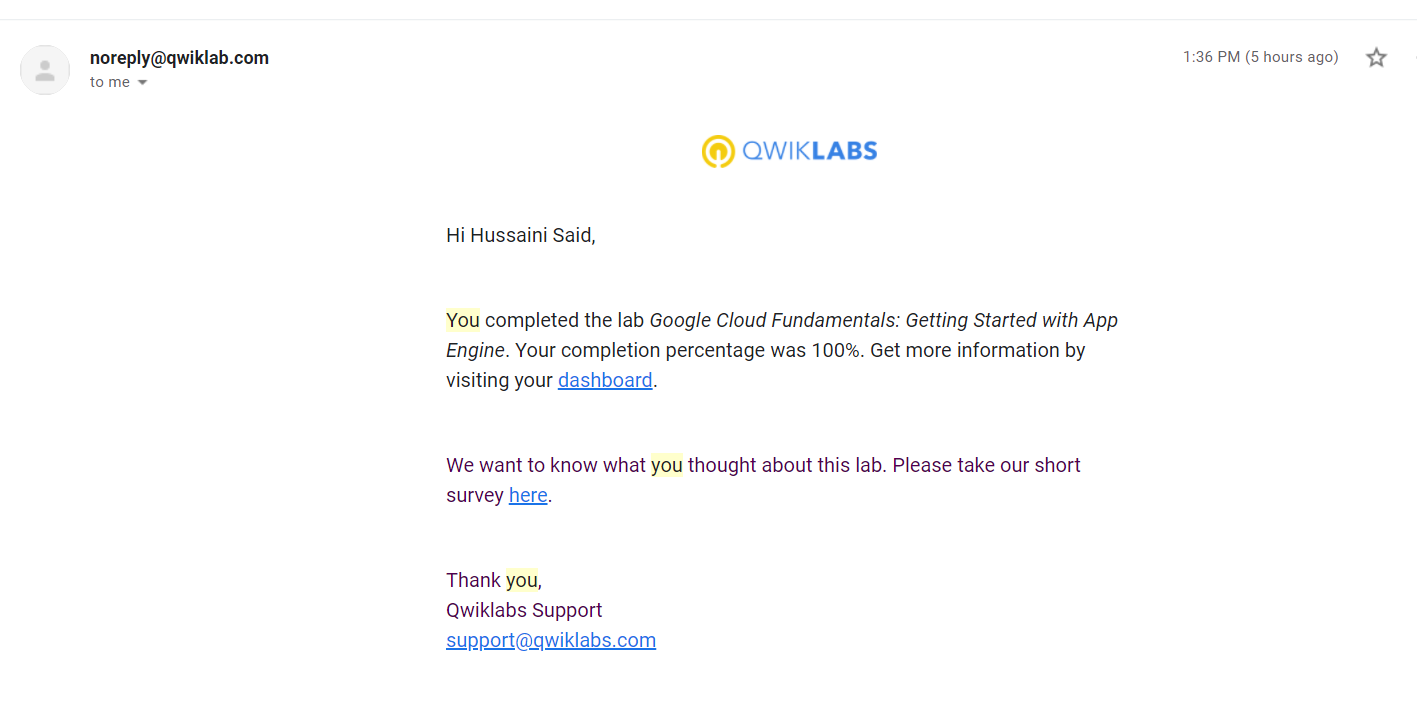 noreply@qwiklab.com
1:36 PM (5 hours ago)
to me
QWIKLABS
Hi Hussaini Said,
You completed the lab Google Cloud Fundamentals: Getting Started with App
Engine. Your completion percentage was 100%. Get more information by
visiting your dashboard.
We want to know what you thought about this lab. Please take our short
survey here.
Thank you,
Qwiklabs Support
support@qwiklabs.com